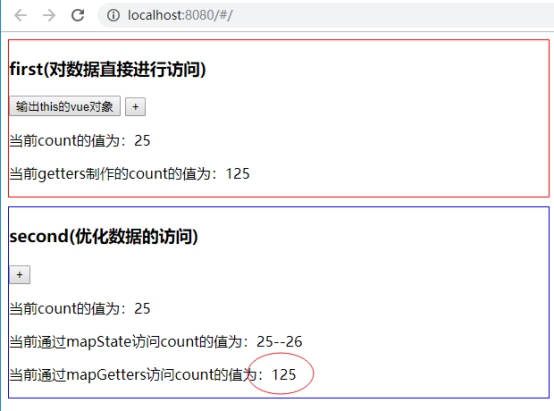 localhost:8080/#/
first(对数据直接进行访问)
输出this的vue对象 +
当前count的值为：25
当前getters制作的count的值为：125
second(优化数据的访问)
+
当前count的值为：25
当前通过mapState访问count的值为：25--26
当前通过mapGetters访问count的值为：125